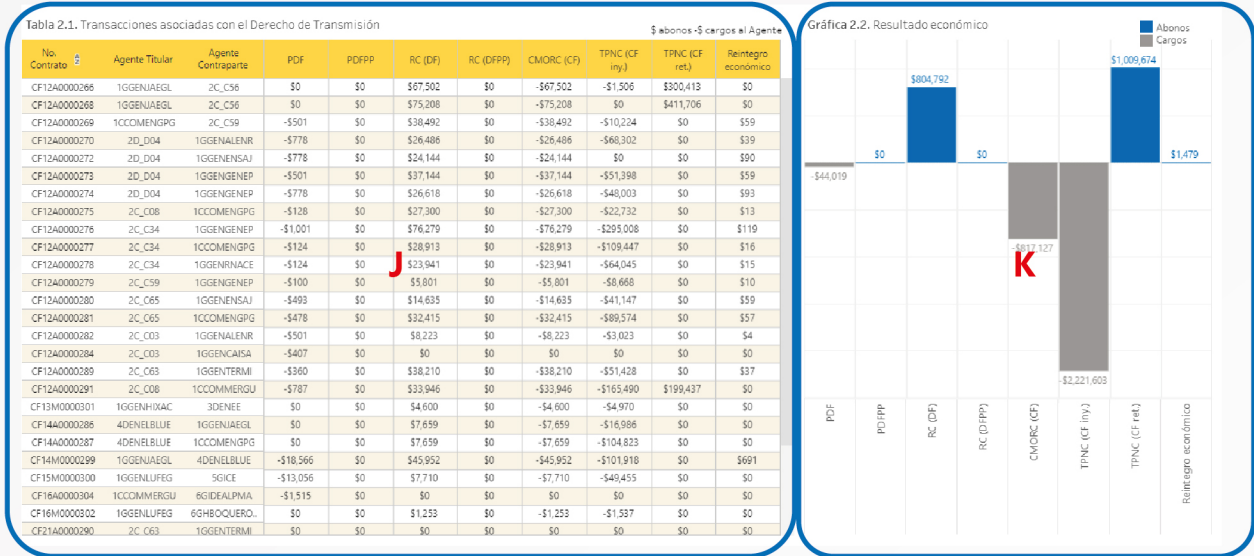 Tabla 2.1. Transacciones asociadas con el Derecho de Transmisión
$ abonos -$ cargos al Agente
No. Contrato Agente Titular Agente Contraparte PDF PDFPP RC (DF) RC (DFPP) CMORC (CF) TPNC (CF iny.) TPNC (CF ret.) Reintegro económico
CF12A0000266 1GGENJAEGL 2C_C56 $0 $0 $67,502 $0 -$67,502 -$1,506 $300,413 $0
CF12A0000268 1GGENJAEGL 2C_C56 $0 $0 $75,208 $0 -$75,208 $0 $411,706 $0
CF12A0000269 1CCOMENGPG 2C_C59 -$501 $0 $38,492 $0 -$38,492 -$10,224 $0 $59
CF12A0000270 2D_D04 1GGENALENR -$778 $0 $26,486 $0 -$26,486 -$68,302 $0 $39
CF12A0000272 2D_D04 1GGENENSAJ -$778 $0 $24,144 $0 -$24,144 $0 $0 $90
CF12A0000273 2D_D04 1GGENGENEP -$501 $0 $37,144 $0 -$37,144 -$51,398 $0 $59
CF12A0000274 2D_D04 1GGENGENEP -$778 $0 $26,618 $0 -$26,618 -$48,003 $0 $93
CF12A0000275 2C_C08 1CCOMENGPG -$128 $0 $27,300 $0 -$27,300 -$22,732 $0 $13
CF12A0000276 2C_C34 1GGENGENEP -$1,001 $0 $76,279 $0 -$76,279 -$295,008 $0 $119
CF12A0000277 2C_C34 1CCOMENGPG -$124 $0 $28,913 $0 -$28,913 -$109,447 $0 $16
CF12A0000278 2C_C34 1GGENRNACE -$124 $0 $23,941 $0 -$23,941 -$64,045 $0 $15
J
CF12A0000279 2C_C59 1GGENGENEP -$100 $0 $5,801 $0 -$5,801 -$8,668 $0 $10
CF12A0000280 2C_C65 1GGENENSAJ -$493 $0 $14,635 $0 -$14,635 -$41,147 $0 $59
CF12A0000281 2C_C65 1CCOMENGPG -$478 $0 $32,415 $0 -$32,415 -$89,574 $0 $57
CF12A0000282 2C_C03 1GGENALENR -$501 $0 $8,223 $0 -$8,223 -$3,023 $0 $4
CF12A0000284 2C_C03 1GGENCAISA -$407 $0 $0 $0 $0 $0 $0 $0
CF12A0000289 2C_C63 1GGENTERMI -$360 $0 $38,210 $0 -$38,210 -$51,428 $0 $37
CF12A0000291 2C_C08 1CCOMMERGU -$787 $0 $33,946 $0 -$33,946 -$165,490 $199,437 $0
CF13M0000301 1GGENHIXAC 3DENEE $0 $0 $4,600 $0 -$4,600 -$4,970 $0 $0
CF14A0000286 4DENELBLUE 1GGENJAEGL $0 $0 $7,659 $0 -$7,659 -$16,986 $0 $0
CF14A0000287 4DENELBLUE 1CCOMENGPG $0 $0 $7,659 $0 -$7,659 -$104,823 $0 $0
CF14M0000299 1GGENJAEGL 4DENELBLUE -$18,566 $0 $45,952 $0 -$45,952 -$101,918 $0 $691
CF15M0000300 1GGENLUFEG 5GICE -$13,056 $0 $7,710 $0 -$7,710 -$49,455 $0 $0
CF16A0000304 1CCOMMERGU 6GIDEALPMA -$1,515 $0 $0 $0 $0 $0 $0 $0
CF16M0000302 1GGENLUFEG 6GHBOQUERO.. $0 $0 $1,253 $0 -$1,253 -$1,537 $0 $0
CF21A0000290 2C_C63 1GGENTERMI $0 $0 $0 $0 $0 $0 $0 $0
Gráfica 2.2. Resultado económico
Abonos
Cargos
-$44,019
$0
$804,792
$0
-$817,127
K
-$2,221,603
$1,009,674
$1,479
PDF
PDFPP
RC (DF)
RC (DFPP)
CMORC (CF)
TPNC (CF iny.)
TPNC (CF ret.)
Reintegro económico